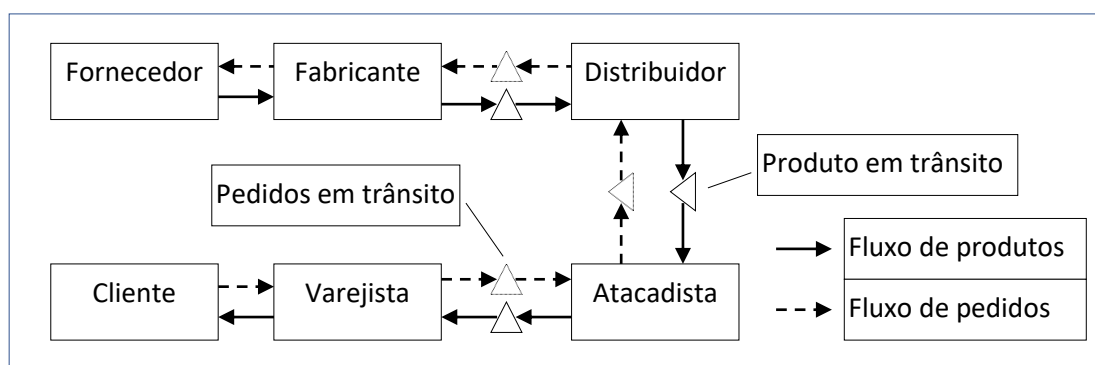 Fornecedor
Fabricante
Distribuidor
Pedidos em trânsito
Produto em trânsito
Cliente
Varejista
Atacadista
Fluxo de produtos
Fluxo de pedidos